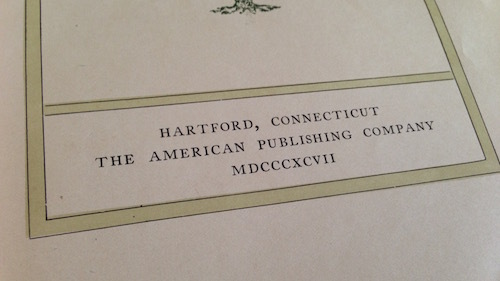 HARTFORD, CONNECTICUT
THE AMERICAN PUBLISHING COMPANY
MDCCCXCVII